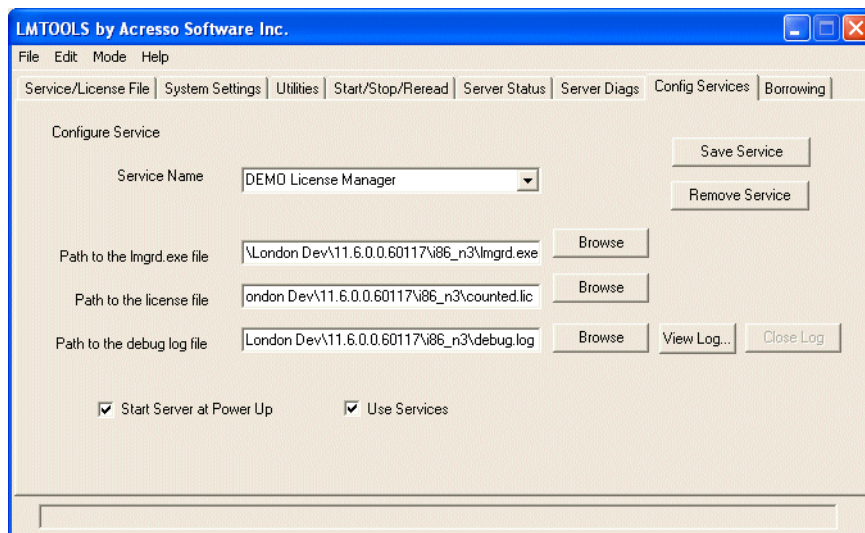 LMTOOLS by Acresso Software Inc.
File Edit Mode Help
Service/License File System Settings Utilities Start/Stop/Reread Server Status Server Diags Config Services Borrowing
Configure Service
Save Service
Service Name DEMO License Manager
Remove Service
Path to the lmgrd.exe file \London Dev\11.6.0.0.60117\i86_n3\lmgrd.exe Browse
Path to the license file ondon Dev\11.6.0.0.60117\i86_n3\counted.lic Browse
Path to the debug log file London Dev\11.6.0.0.60117\i86_n3\debug.log Browse View Log... Close Log
Start Server at Power Up Use Services